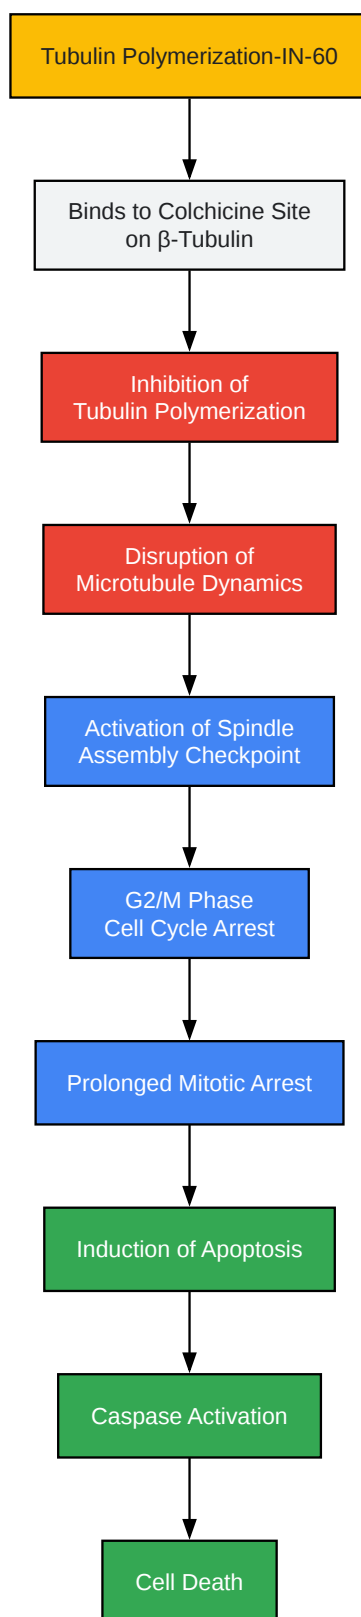 Tubulin Polymerization-IN-60
Binds to Colchicine Site
on β-Tubulin
Inhibition of
Tubulin Polymerization
Disruption of
Microtubule Dynamics
Activation of Spindle
Assembly Checkpoint
G2/M Phase
Cell Cycle Arrest
Prolonged Mitotic Arrest
Induction of Apoptosis
Caspase Activation
Cell Death